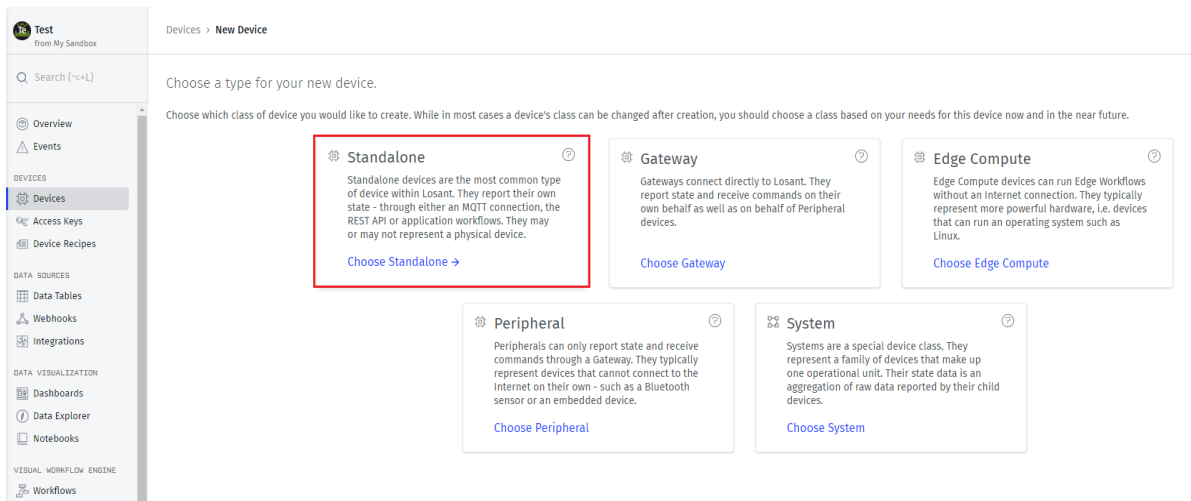 Te
Test
from My Sandbox
Search (⌥+L)
Overview
Events
DEVICES
Devices
Access Keys
Device Recipes
DATA SOURCES
Data Tables
Webhooks
Integrations
DATA VISUALIZATION
Dashboards
Data Explorer
Notebooks
VISUAL WORKFLOW ENGINE
Workflows
Devices › New Device
Choose a type for your new device.
Choose which class of device you would like to create. While in most cases a device's class can be changed after creation, you should choose a class based on your needs for this device now and in the near future.
Standalone
Standalone devices are the most common type
of device within Losant. They report their own
state - through either an MQTT connection, the
REST API or application workflows. They may
or may not represent a physical device.
Choose Standalone →
Gateway
Gateways connect directly to Losant. They
report state and receive commands on their
own behalf as well as on behalf of Peripheral
devices.
Choose Gateway
Edge Compute
Edge Compute devices can run Edge Workflows
without an Internet connection. They typically
represent more powerful hardware, i.e. devices
that can run an operating system such as
Linux.
Choose Edge Compute
Peripheral
Peripherals can only report state and receive
commands through a Gateway. They typically
represent devices that cannot connect to the
Internet on their own - such as a Bluetooth
sensor or an embedded device.
Choose Peripheral
System
Systems are a special device class. They
represent a family of devices that make up
one operational unit. Their state data is an
aggregation of raw data reported by their child
devices.
Choose System